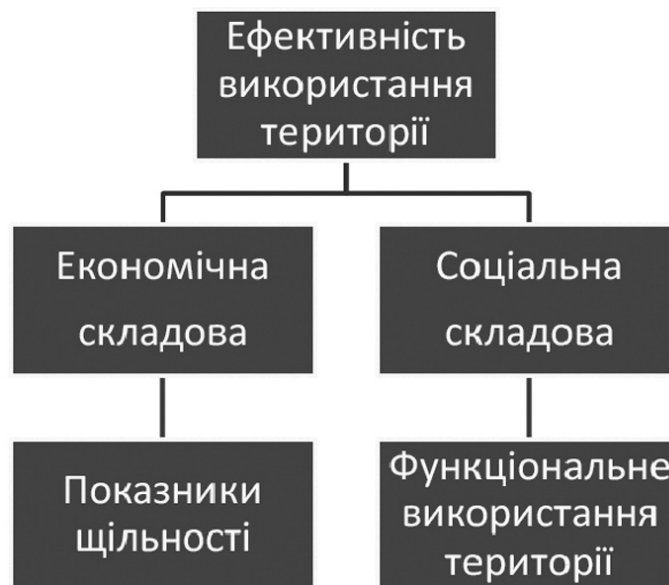 Ефективність
використання
території
Економічна
складова
Соціальна
складова
Показники
щільності
Функціональне
використання
території